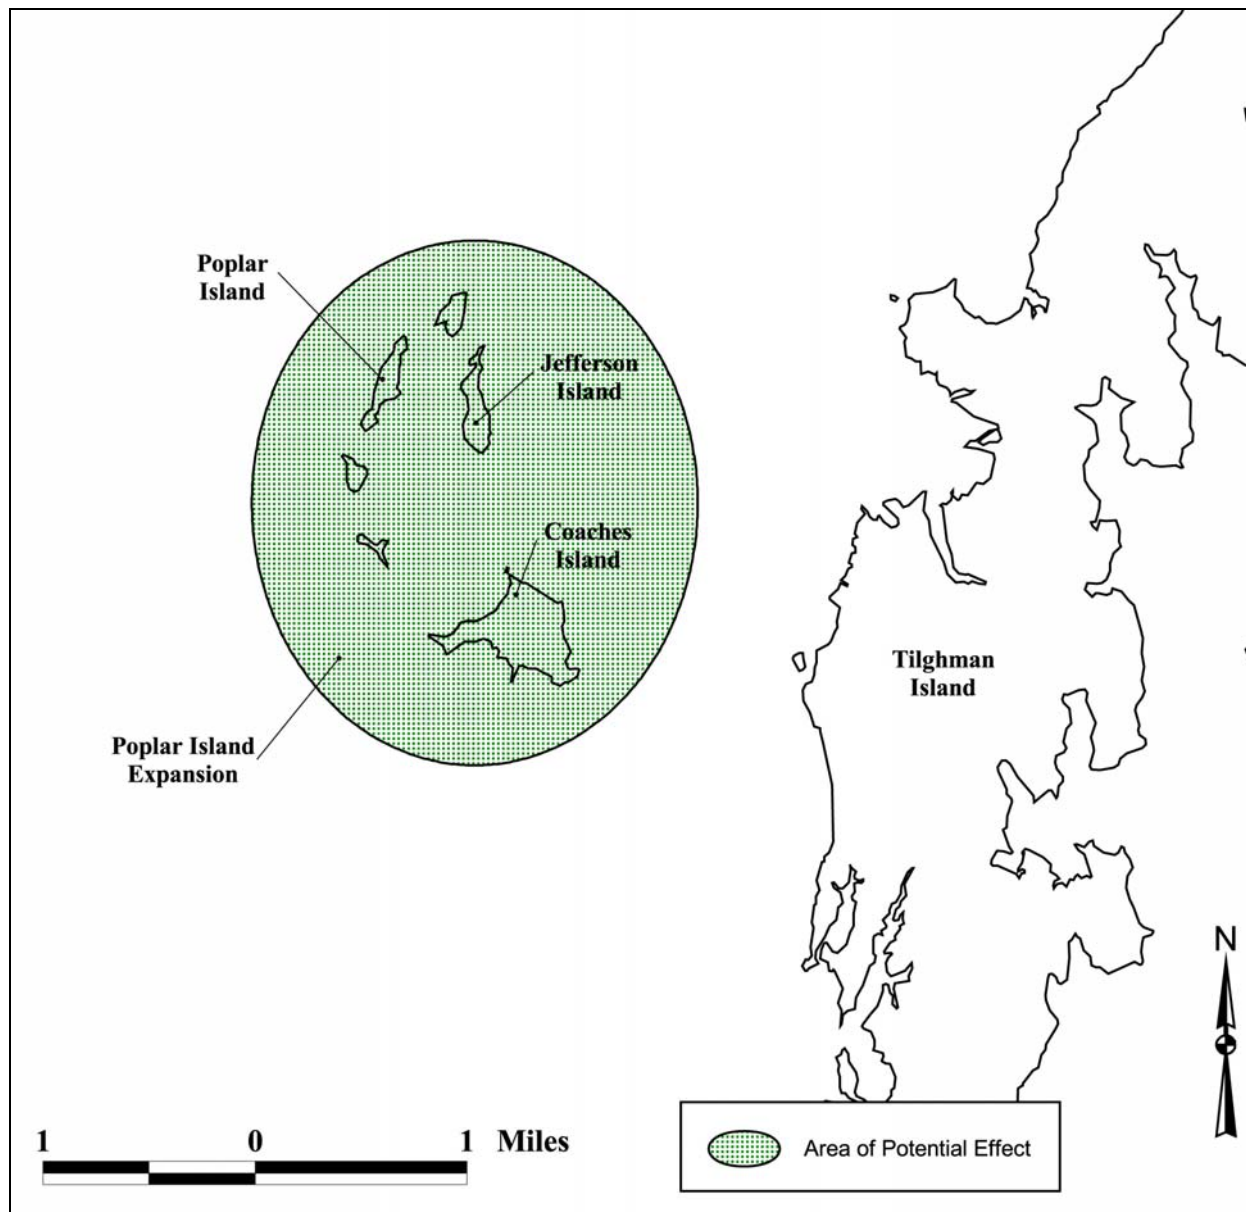 Poplar
Island
Jefferson
Island
Coaches
Island
Tilghman
Island
Poplar Island
Expansion
N
1 0 1 Miles
Area of Potential Effect